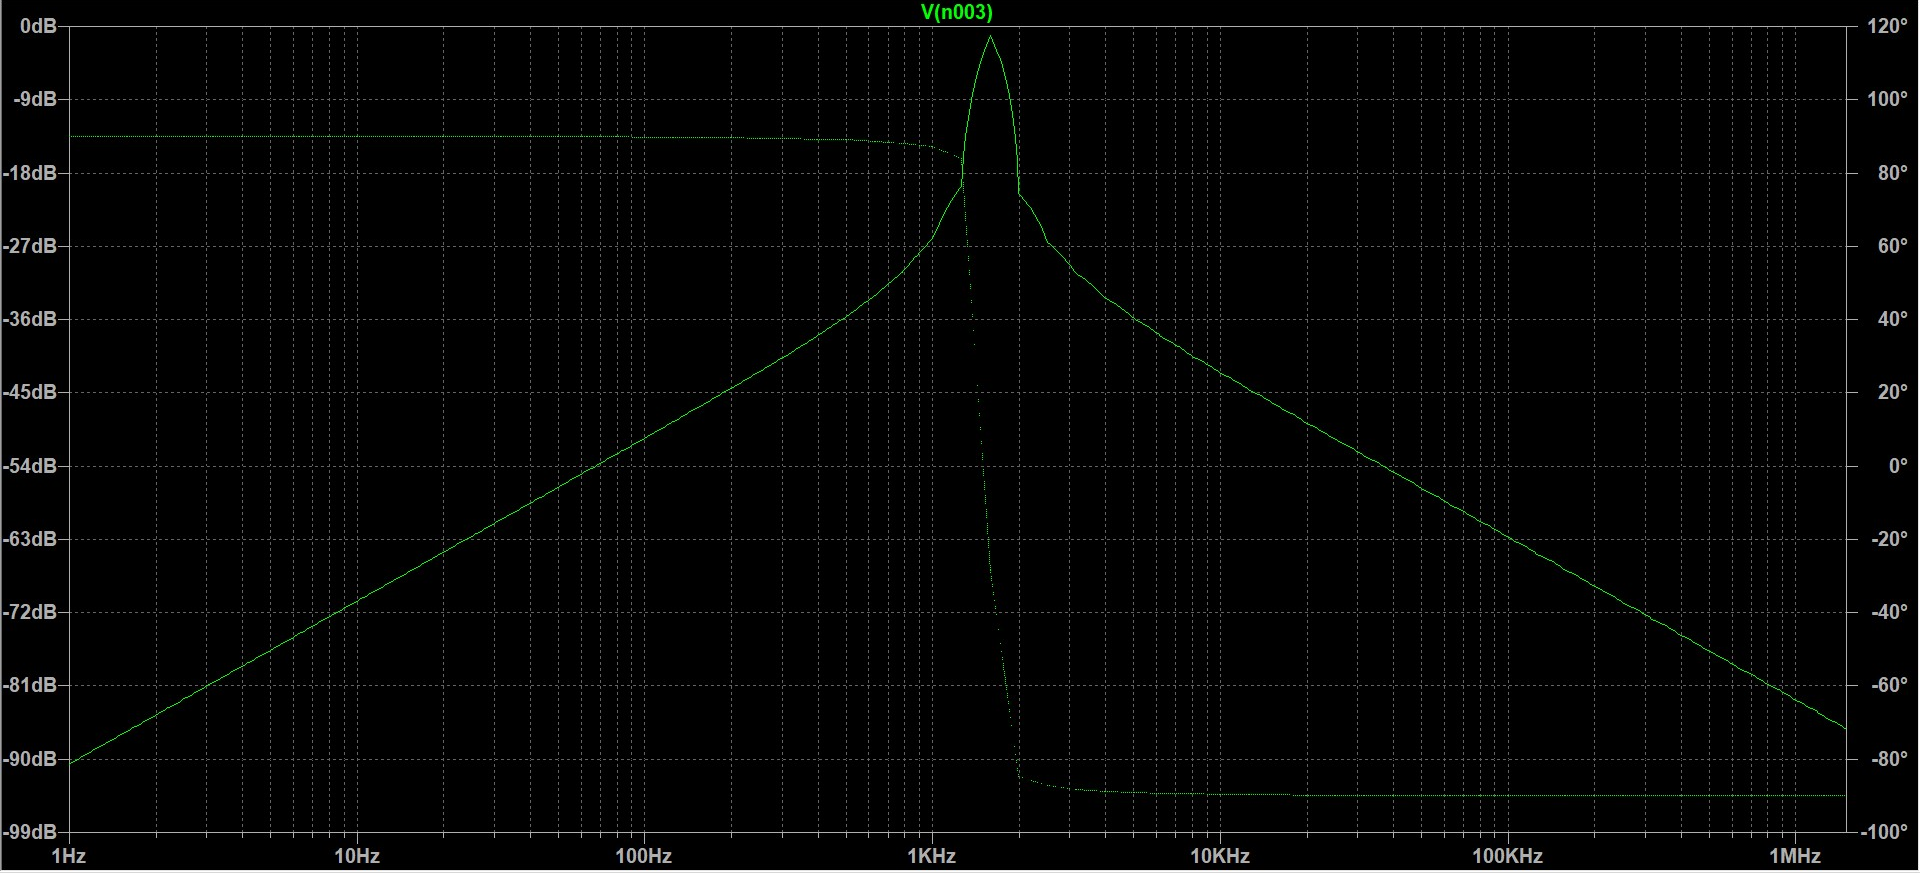 V(n003)
0dB 120°
-9dB 100°
-18dB 80°
-27dB 60°
-36dB 40°
-45dB 20°
-54dB 0°
-63dB -20°
-72dB -40°
-81dB -60°
-90dB -80°
-99dB -100°
1Hz 10Hz 100Hz 1KHz 10KHz 100KHz 1MHz